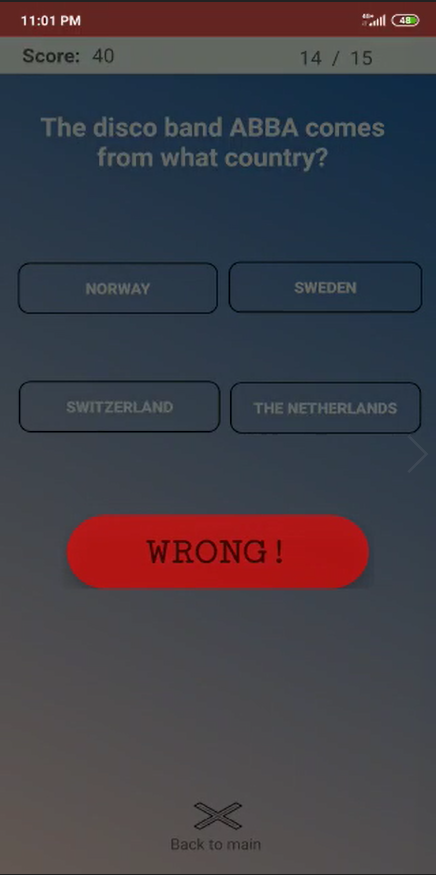 11:01 PM 48
Score: 40 14 / 15
The disco band ABBA comes
from what country?
NORWAY SWEDEN
SWITZERLAND THE NETHERLANDS
WRONG!
Back to main